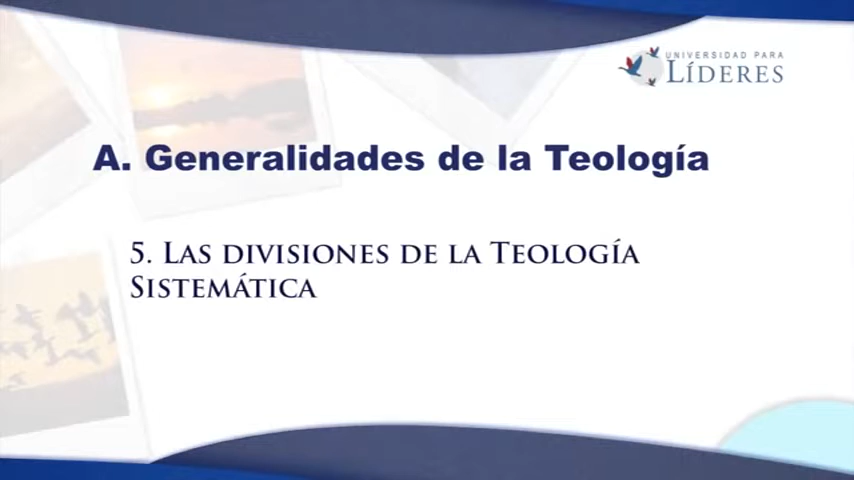 UNIVERSIDAD PARA
LÍDERES
A. Generalidades de la Teología
5. LAS DIVISIONES DE LA TEOLOGÍA
SISTEMÁTICA